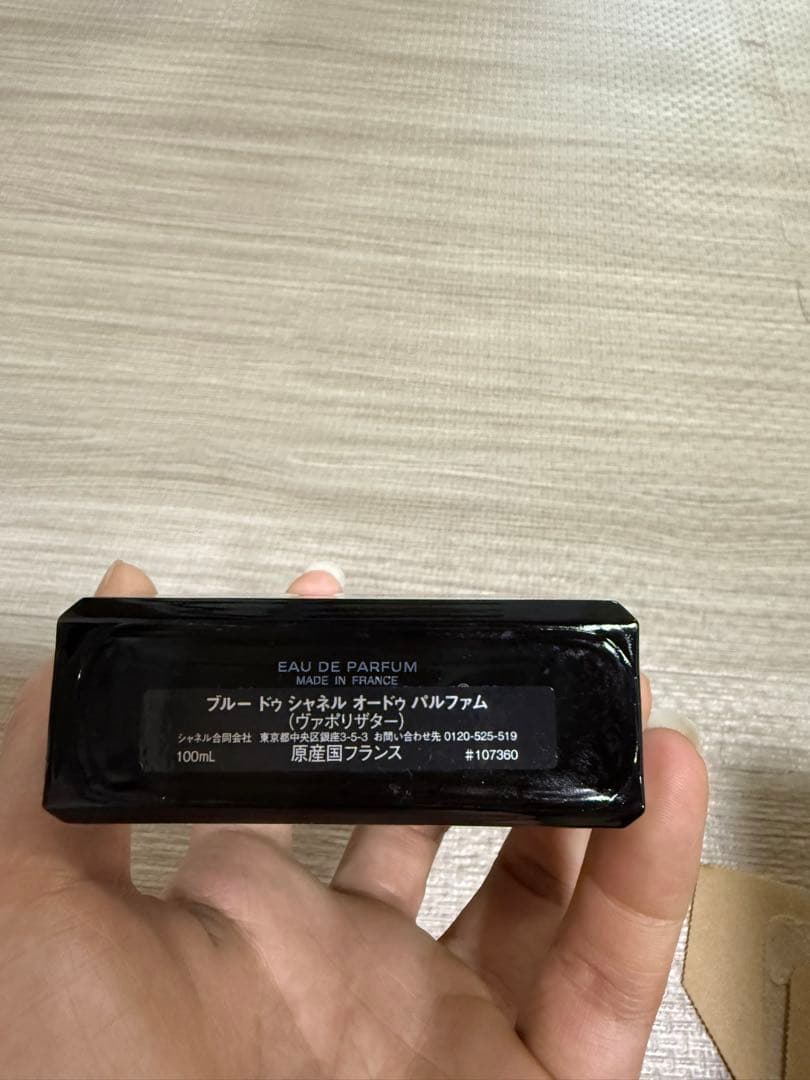 EAU DE PARFUM
MADE IN FRANCE
ブルー ドゥ シャネル オードゥ パルファム
(ヴァポリザター)
シャネル合同会社 東京都中央区銀座3-5-3 お問い合わせ先 0120-525-519
100mL 原産国フランス #107360